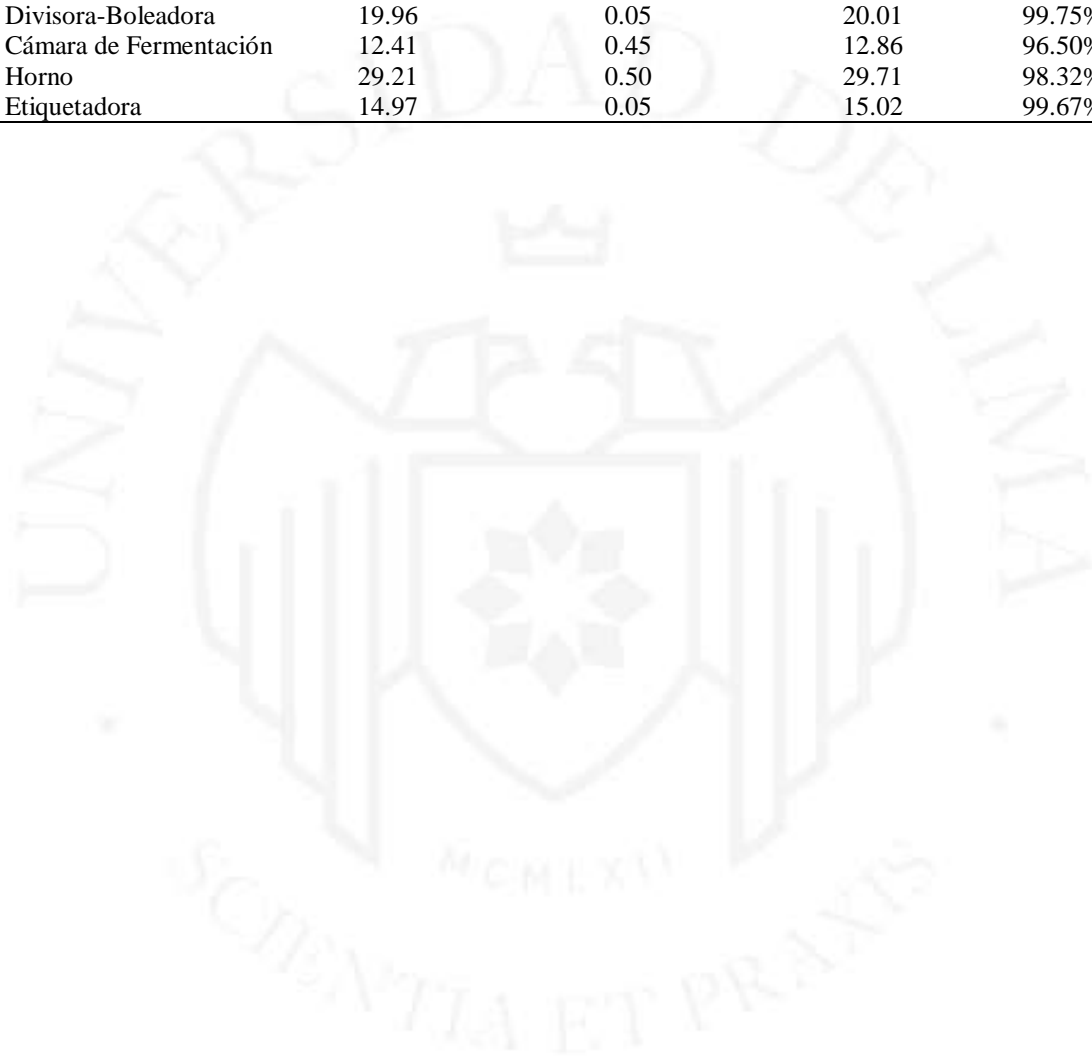 Divisora-Boleadora 19.96 0.05 20.01 99.75%
Cámara de Fermentación 12.41 0.45 12.86 96.50%
Horno 29.21 0.50 29.71 98.32%
Etiquetadora 14.97 0.05 15.02 99.67%
UNIVERSIDAD DE LIMA
MCMLXII
SCIENTIA ET PRAXIS